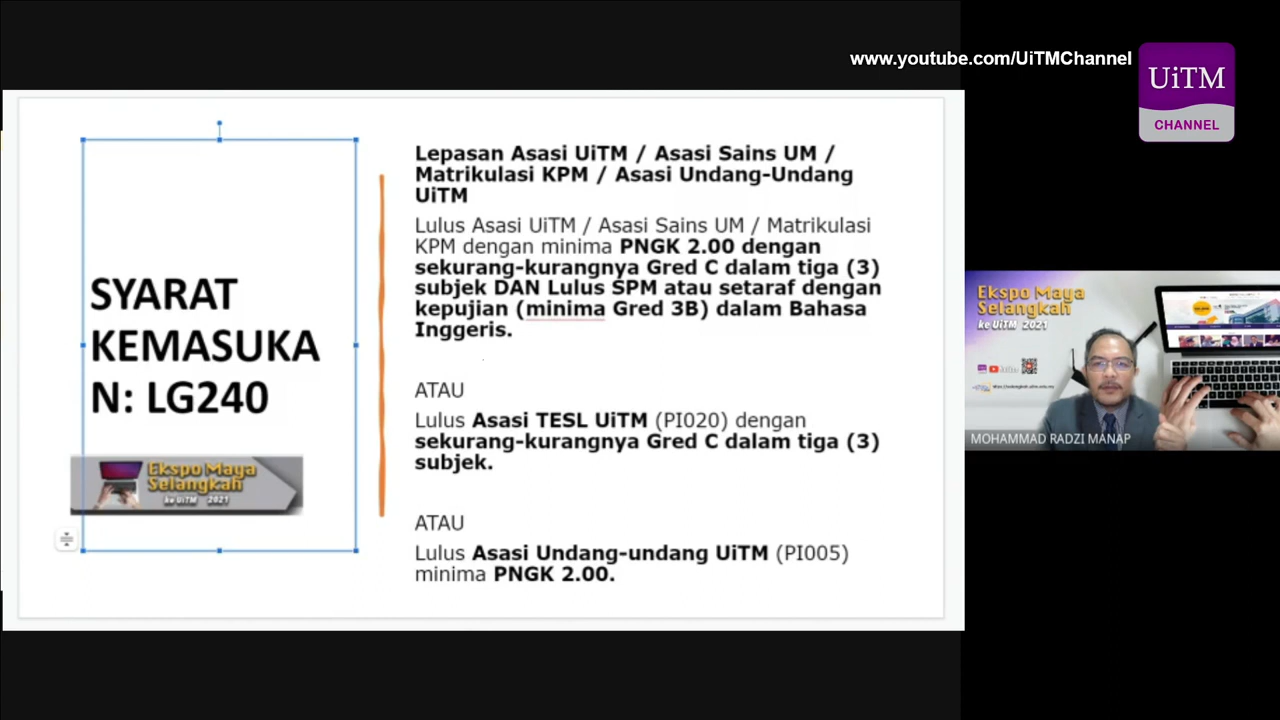 www.youtube.com/UiTMChannel
UiTM
CHANNEL
SYARAT
KEMASUKA
N: LG240
Ekspo Maya
Selangkah
ke UiTM 2021
Lepasan Asasi UiTM / Asasi Sains UM /
Matrikulasi KPM / Asasi Undang-Undang
UiTM
Lulus Asasi UiTM / Asasi Sains UM / Matrikulasi
KPM dengan minima PNGK 2.00 dengan
sekurang-kurangnya Gred C dalam tiga (3)
subjek DAN Lulus SPM atau setaraf dengan
kepujian (minima Gred 3B) dalam Bahasa
Inggeris.
ATAU
Lulus Asasi TESL UiTM (PI020) dengan
sekurang-kurangnya Gred C dalam tiga (3)
subjek.
ATAU
Lulus Asasi Undang-undang UiTM (PI005)
minima PNGK 2.00.
Ekspo Maya
Selangkah
ke UiTM 2021
MOHAMMAD RADZI MANAP